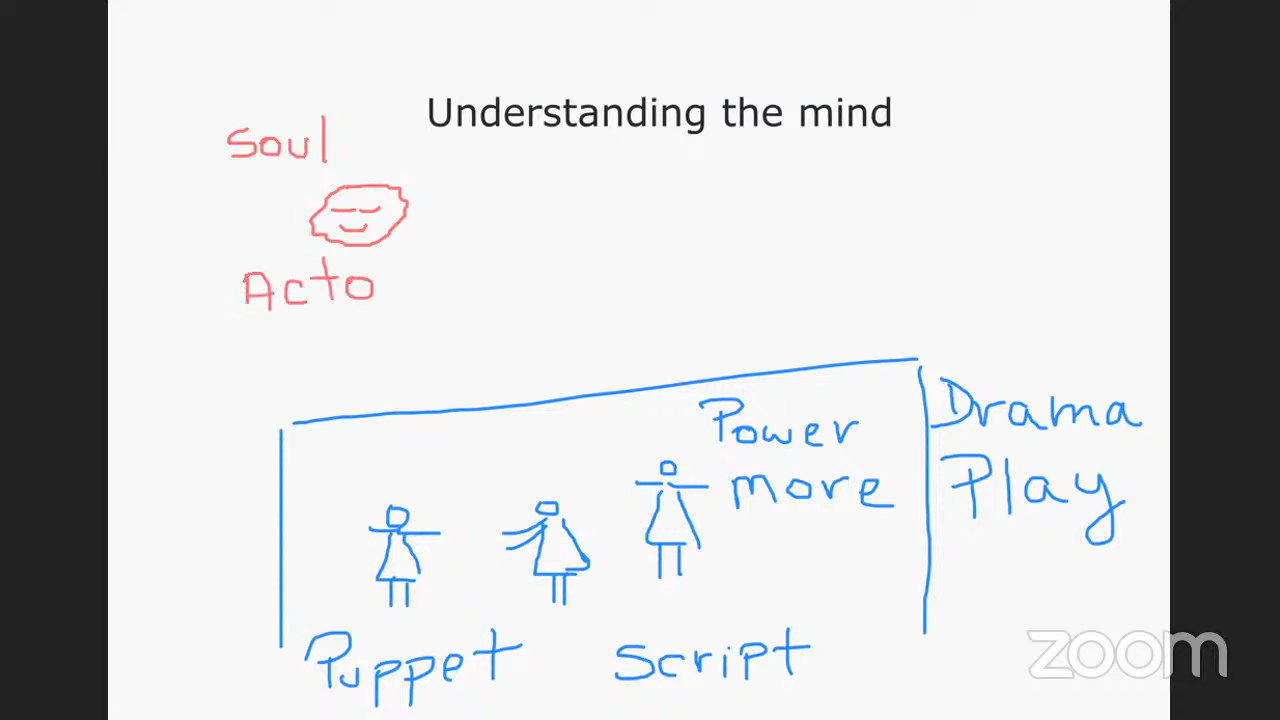 Understanding the mind
Soul
Acto
Power
more
Drama
Play
Puppet
Script
zoom